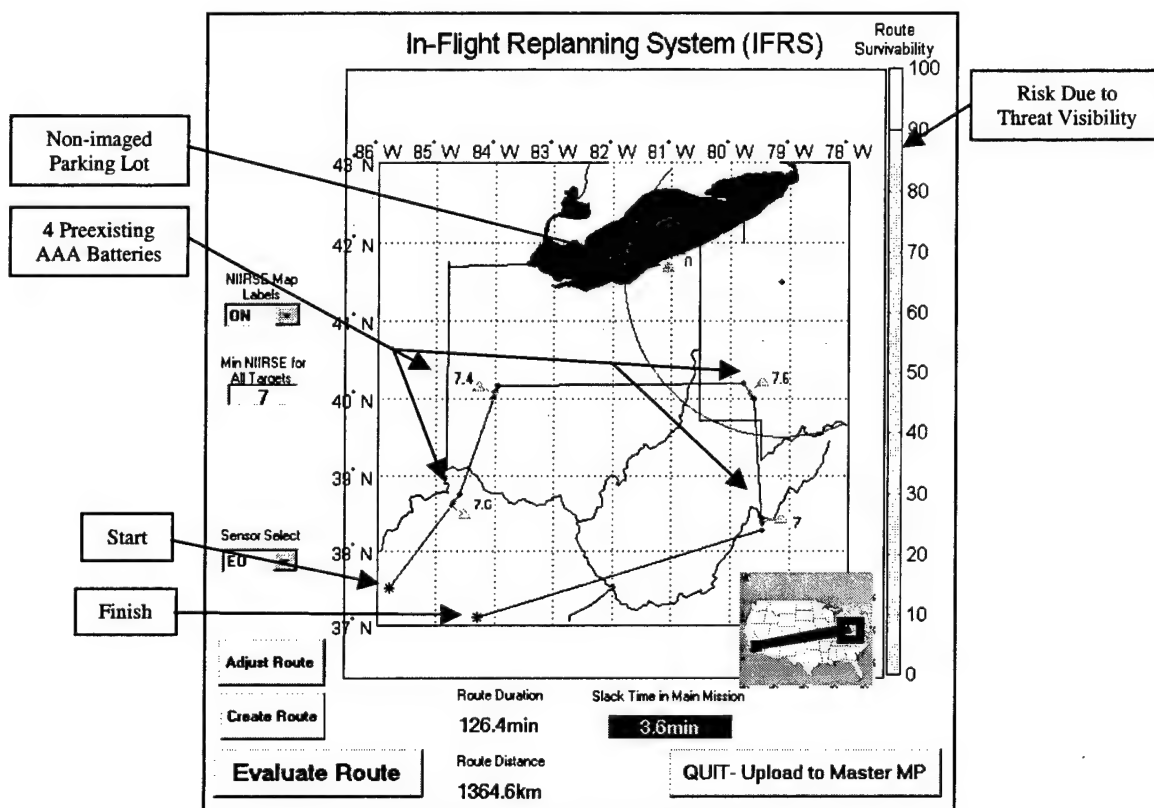 In-Flight Replanning System (IFRS)
Route
Survivability
100
90
80
70
60
50
40
30
20
10
0
Risk Due to
Threat Visibility
Non-imaged
Parking Lot
4 Preexisting
AAA Batteries
86° W 85° W 84° W 83° W 82° W 81° W 80° W 79° W 78° W
43° N
42° N
41° N
40° N
39° N
38° N
37° N
0
7.4
7.6
7.0
7
NIIRSE Map
Labels
ON
Min NIIRSE for
All Targets
7
Start
Sensor Select
EO
Finish
Adjust Route
Create Route
Evaluate Route
Route Duration
126.4min
Slack Time in Main Mission
3.6min
Route Distance
1364.6km
QUIT- Upload to Master MP